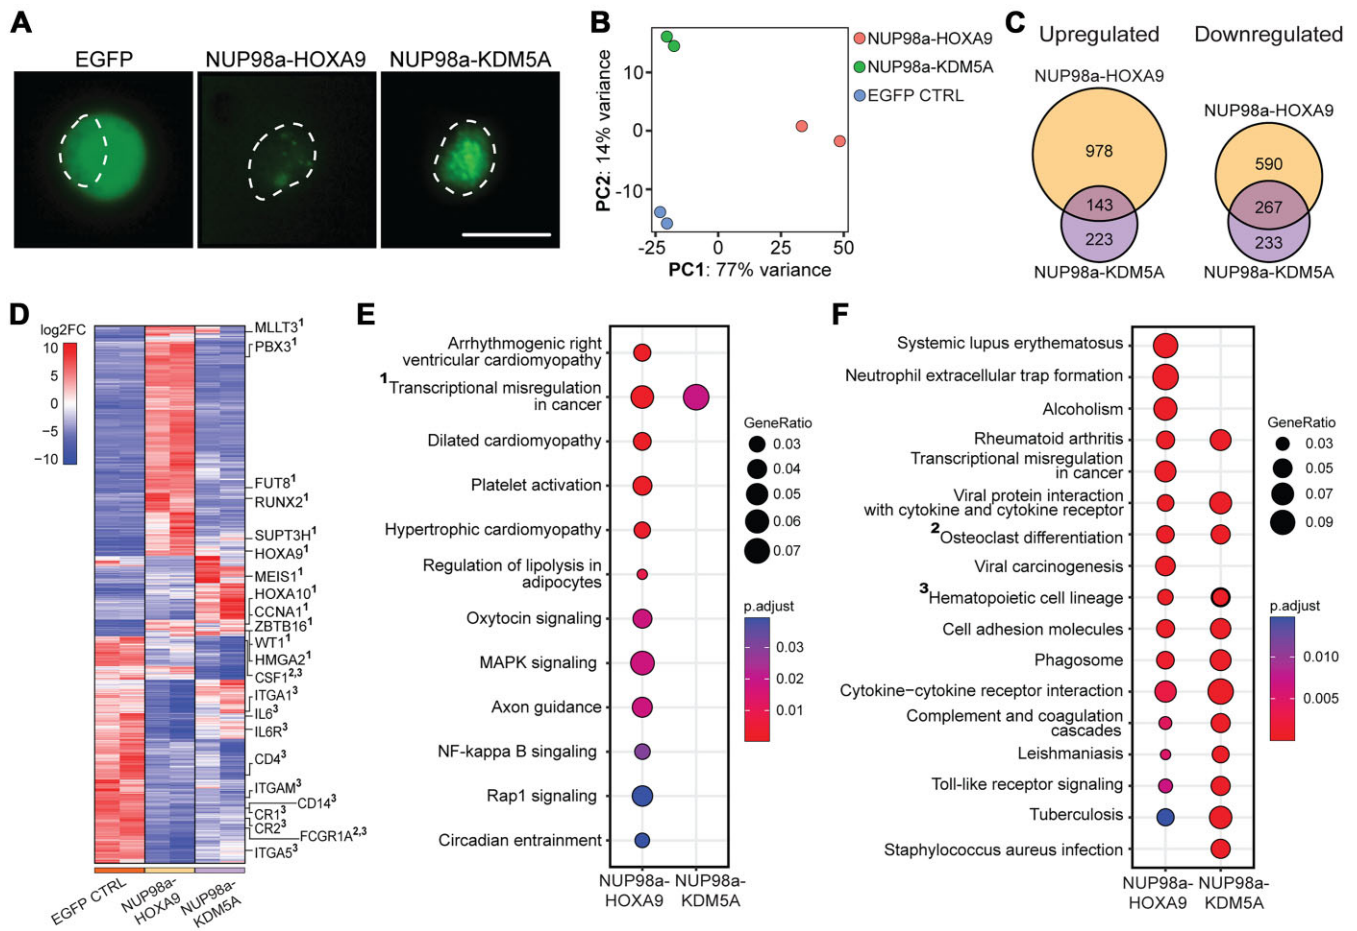 A
EGFP
NUP98a-HOXA9
NUP98a-KDM5A
B
PC2: 14% variance
10
0
-10
-25
0
25
50
PC1: 77% variance
NUP98a-HOXA9
NUP98a-KDM5A
EGFP CTRL
C
Upregulated
Downregulated
NUP98a-HOXA9
978
143
223
NUP98a-KDM5A
NUP98a-HOXA9
590
267
233
NUP98a-KDM5A
D
log2FC
10
5
0
−5
−10
MLLT3¹
PBX3¹
FUT8¹
RUNX2¹
SUPT3H¹
HOXA9¹
MEIS1¹
HOXA10¹
CCNA1¹
ZBTB16¹
WT1¹
HMGA2¹
CSF1²,³
ITGA1³
IL6³
IL6R³
CD4³
ITGAM³
CD14³
CR1³
CR2³
FCGR1A²,³
ITGA5³
EGFP CTRL
NUP98a-
HOXA9
NUP98a-
KDM5A
E
Arrhythmogenic right
ventricular cardiomyopathy
¹Transcriptional misregulation
in cancer
Dilated cardiomyopathy
Platelet activation
Hypertrophic cardiomyopathy
Regulation of lipolysis in
adipocytes
Oxytocin signaling
MAPK signaling
Axon guidance
NF-kappa B singaling
Rap1 signaling
Circadian entrainment
NUP98a-
HOXA9
NUP98a-
KDM5A
GeneRatio
0.03
0.04
0.05
0.06
0.07
p.adjust
0.03
0.02
0.01
F
Systemic lupus erythematosus
Neutrophil extracellular trap formation
Alcoholism
Rheumatoid arthritis
Transcriptional misregulation
in cancer
Viral protein interaction
with cytokine and cytokine receptor
²Osteoclast differentiation
Viral carcinogenesis
³Hematopoietic cell lineage
Cell adhesion molecules
Phagosome
Cytokine−cytokine receptor interaction
Complement and coagulation
cascades
Leishmaniasis
Toll-like receptor signaling
Tuberculosis
Staphylococcus aureus infection
NUP98a-
HOXA9
NUP98a-
KDM5A
GeneRatio
0.03
0.05
0.07
0.09
p.adjust
0.010
0.005